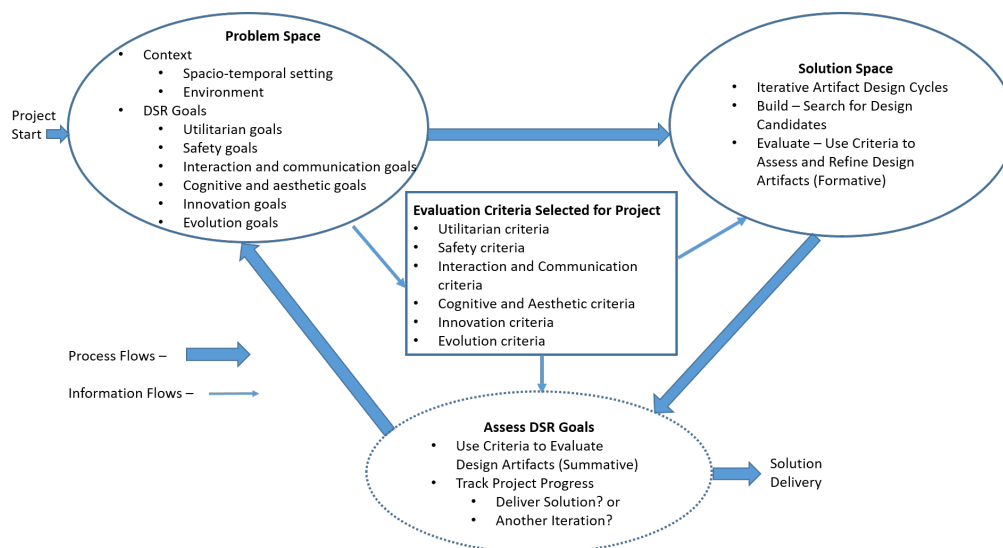 Problem Space
• Context
• Spacio-temporal setting
• Environment
• DSR Goals
• Utilitarian goals
• Safety goals
• Interaction and communication goals
• Cognitive and aesthetic goals
• Innovation goals
• Evolution goals
Project
Start
Solution Space
• Iterative Artifact Design Cycles
• Build – Search for Design
Candidates
• Evaluate – Use Criteria to
Assess and Refine Design
Artifacts (Formative)
Evaluation Criteria Selected for Project
• Utilitarian criteria
• Safety criteria
• Interaction and Communication
criteria
• Cognitive and Aesthetic criteria
• Innovation criteria
• Evolution criteria
Process Flows –
Information Flows –
Assess DSR Goals
• Use Criteria to Evaluate
Design Artifacts (Summative)
• Track Project Progress
• Deliver Solution? or
• Another Iteration?
Solution
Delivery